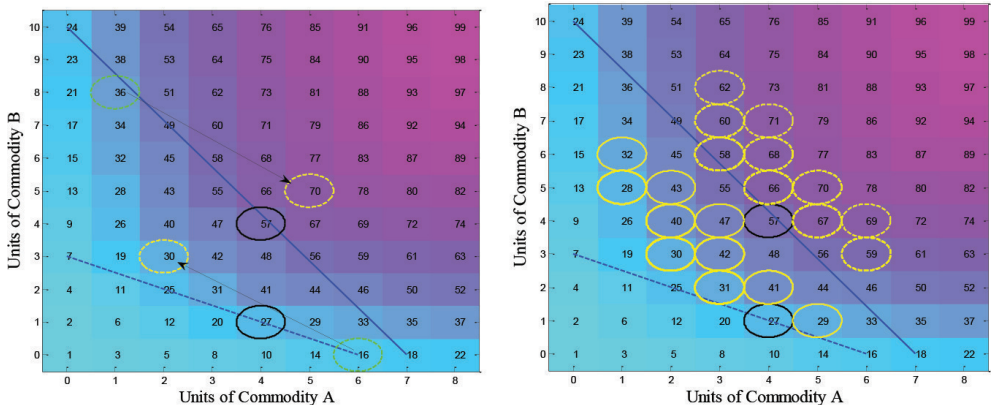 Units of Commodity B
10 24 39 54 65 76 85 91 96 99
9 23 38 53 64 75 84 90 95 98
8 21 36 51 62 73 81 88 93 97
7 17 34 49 60 71 79 86 92 94
6 15 32 45 58 68 77 83 87 89
5 13 28 43 55 66 70 78 80 82
4 9 26 40 47 57 67 69 72 74
3 7 19 30 42 48 56 59 61 63
2 4 11 25 31 41 44 46 50 52
1 2 6 12 20 27 29 33 35 37
0 1 3 5 8 10 14 16 18 22
0 1 2 3 4 5 6 7 8
Units of Commodity A
Units of Commodity B
10 24 39 54 65 76 85 91 96 99
9 23 38 53 64 75 84 90 95 98
8 21 36 51 62 73 81 88 93 97
7 17 34 49 60 71 79 86 92 94
6 15 32 45 58 68 77 83 87 89
5 13 28 43 55 66 70 78 80 82
4 9 26 40 47 57 67 69 72 74
3 7 19 30 42 48 56 59 61 63
2 4 11 25 31 41 44 46 50 52
1 2 6 12 20 27 29 33 35 37
0 1 3 5 8 10 14 16 18 22
0 1 2 3 4 5 6 7 8
Units of Commodity A